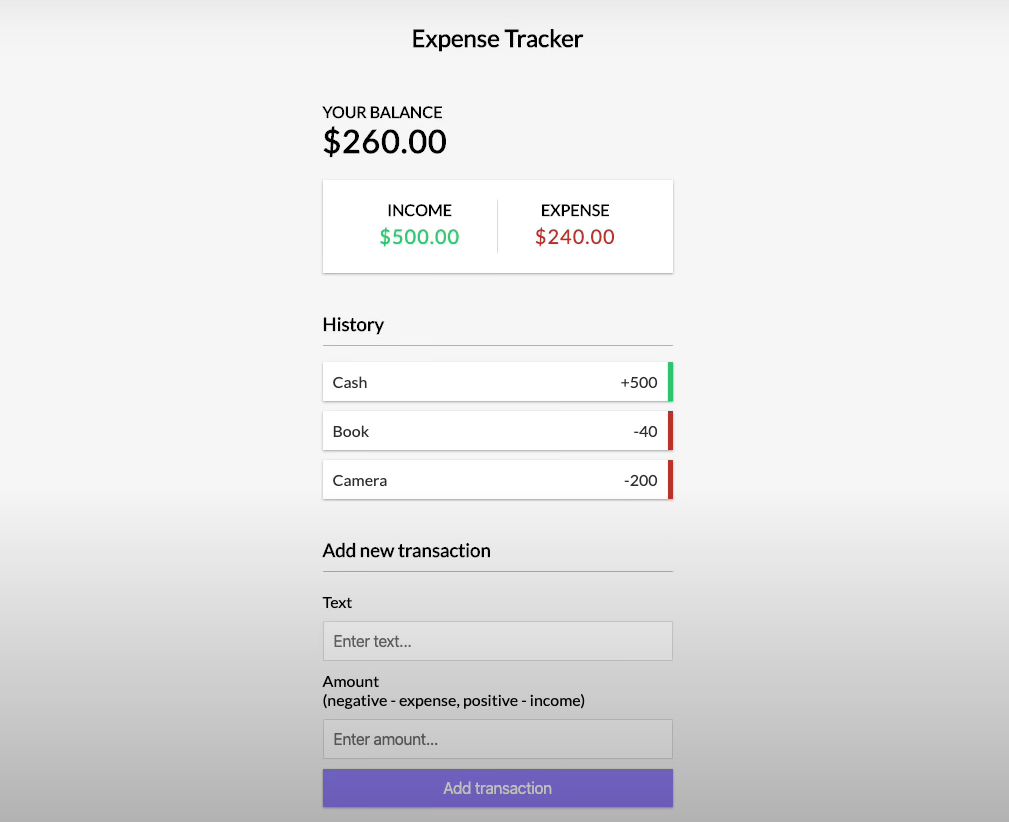 Expense Tracker
YOUR BALANCE
$260.00
INCOME EXPENSE
$500.00 $240.00
History
Cash +500
Book -40
Camera -200
Add new transaction
Text
Enter text...
Amount
(negative - expense, positive - income)
Enter amount...
Add transaction